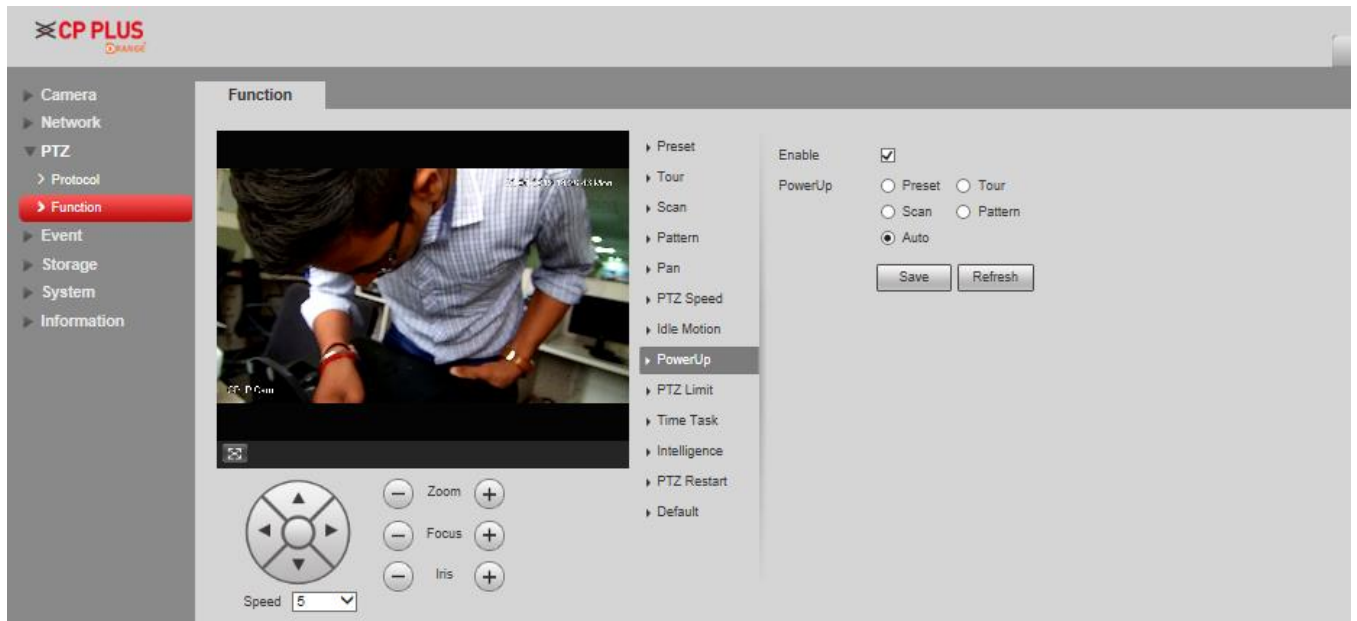 CP PLUS
ORANGE
Camera
Network
PTZ
Protocol
Function
Event
Storage
System
Information
Function
Mon
Zoom
Focus
Iris
Speed 5
Preset
Tour
Scan
Pattern
Pan
PTZ Speed
Idle Motion
PowerUp
PTZ Limit
Time Task
Intelligence
PTZ Restart
Default
Enable
PowerUp Preset Tour
Scan Pattern
Auto
Save Refresh